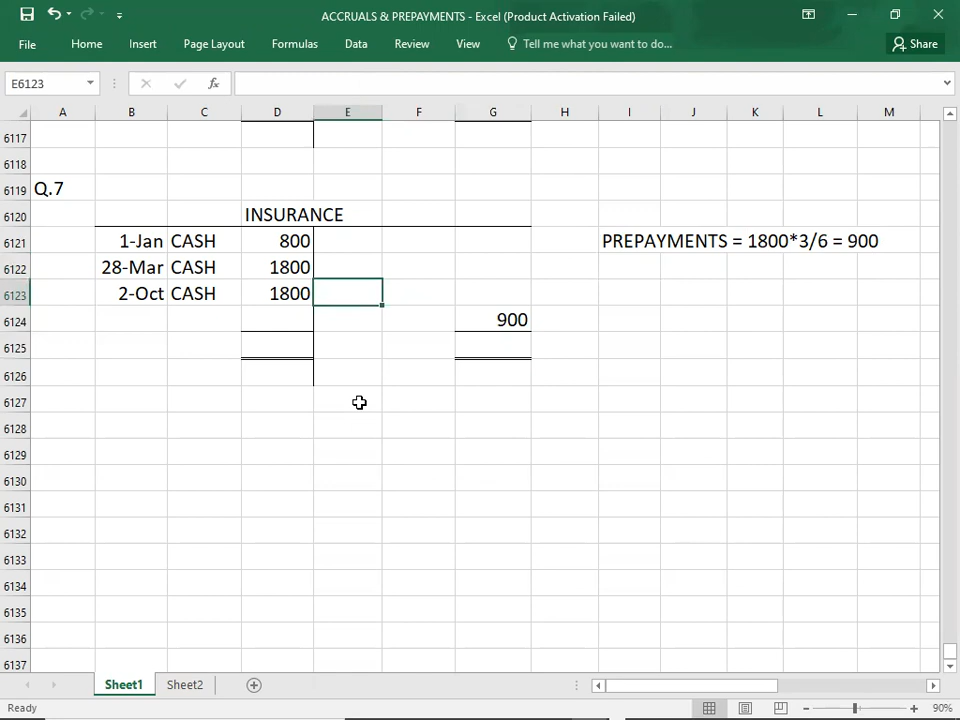 ACCRUALS & PREPAYMENTS - Excel (Product Activation Failed)
File Home Insert Page Layout Formulas Data Review View Tell me what you want to do... Share
E6123 fx
A B C D E F G H I J K L M
6117
6118
6119 Q.7
6120 INSURANCE
6121 1-Jan CASH 800 PREPAYMENTS = 1800*3/6 = 900
6122 28-Mar CASH 1800
6123 2-Oct CASH 1800
6124 900
6125
6126
6127
6128
6129
6130
6131
6132
6133
6134
6135
6136
6137
Sheet1 Sheet2
Ready 90%